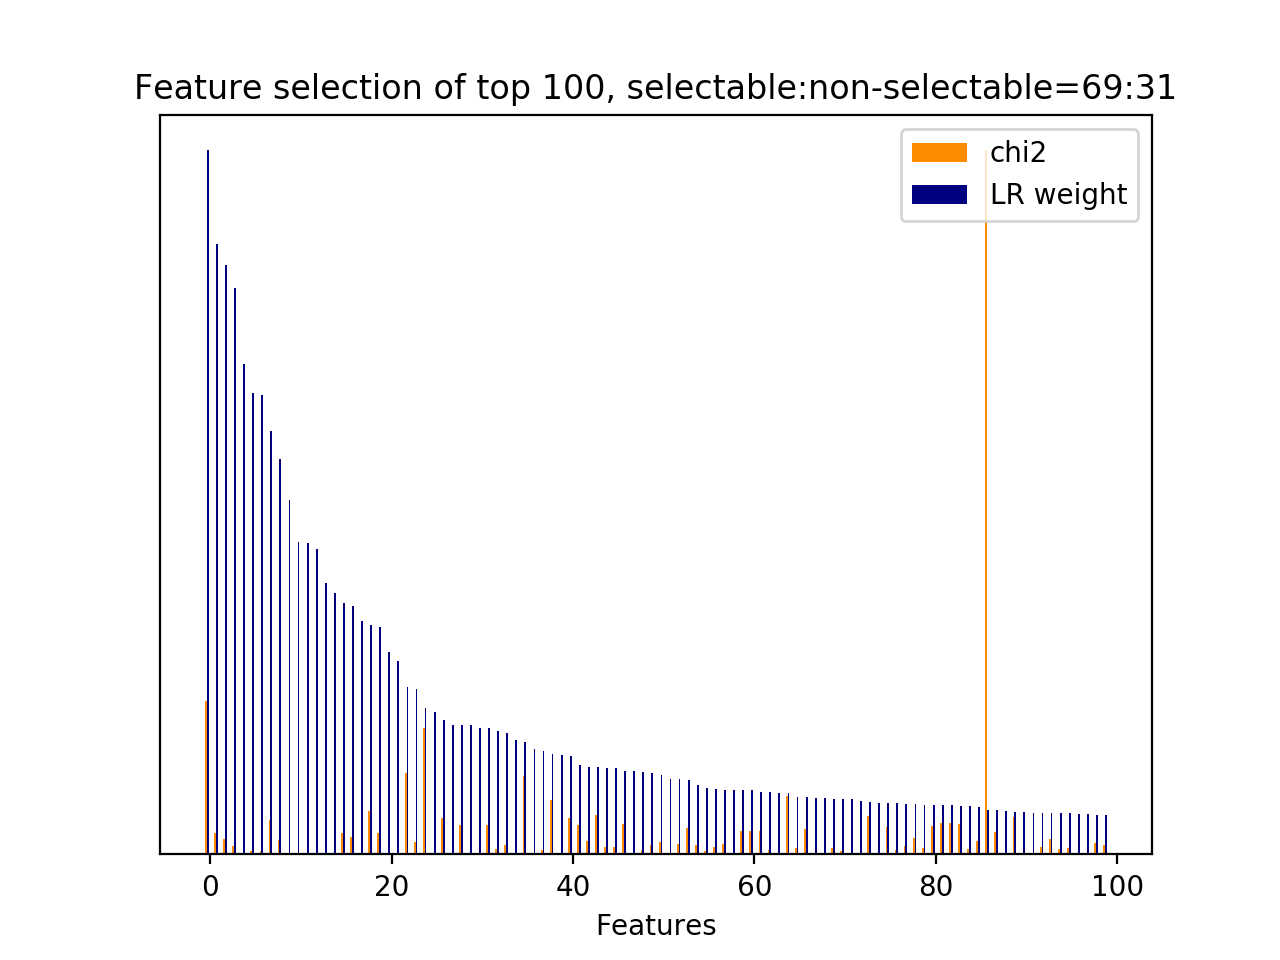 Feature selection of top 100, selectable:non-selectable=69:31
chi2
LR weight
0 20 40 60 80 100
Features